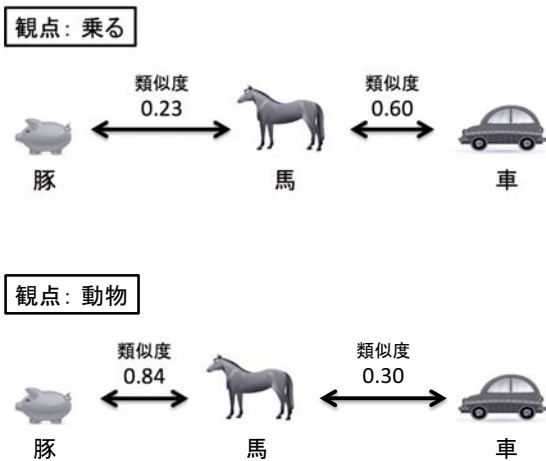 観点: 乗る
類似度 類似度
0.23 0.60
豚 馬 車
観点: 動物
類似度 類似度
0.84 0.30
豚 馬 車